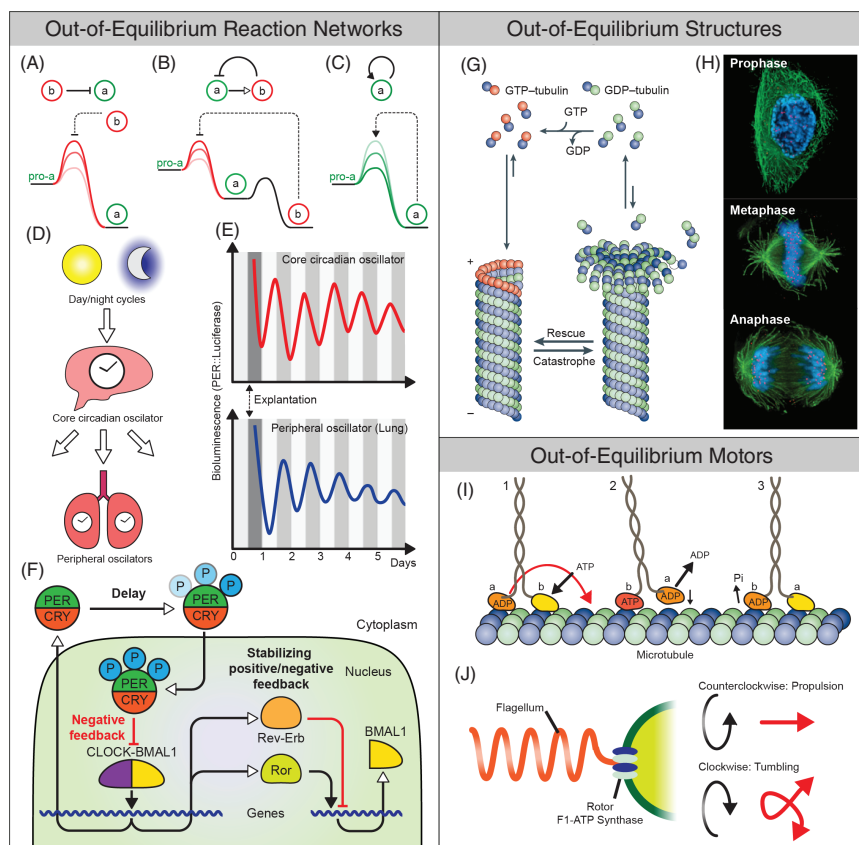 Out-of-Equilibrium Reaction Networks
(A)
b
a
b
pro-a
a
(B)
a
b
pro-a
a
b
(C)
a
pro-a
a
(D)
Day/night cycles
Core circadian oscilator
Peripheral oscilators
(E)
Bioluminescence (PER::Luciferase)
Core circadian oscillator
Explantation
Peripheral oscillator (Lung)
0 1 2 3 4 5 Days
(F)
PER
CRY
Delay
P P P
PER
CRY
Cytoplasm
P P P
PER
CRY
Stabilizing
positive/negative
feedback
Nucleus
Negative
feedback
CLOCK-BMAL1
Rev-Erb
BMAL1
Ror
Genes
Out-of-Equilibrium Structures
(G)
GTP–tubulin
GDP–tubulin
GTP
GDP
+
Rescue
Catastrophe
–
(H)
Prophase
Metaphase
Anaphase
Out-of-Equilibrium Motors
(I)
1
2
3
a
ADP
b
ATP
b
ATP
a
ADP
ADP
Pi
b
ADP
a
Microtubule
(J)
Flagellum
Rotor
F1-ATP Synthase
Counterclockwise: Propulsion
Clockwise: Tumbling